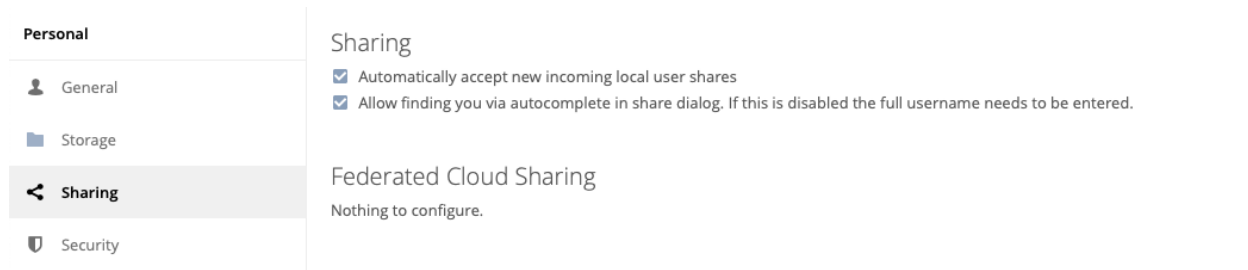 Personal
General
Storage
Sharing
Security
Sharing
Automatically accept new incoming local user shares
Allow finding you via autocomplete in share dialog. If this is disabled the full username needs to be entered.
Federated Cloud Sharing
Nothing to configure.